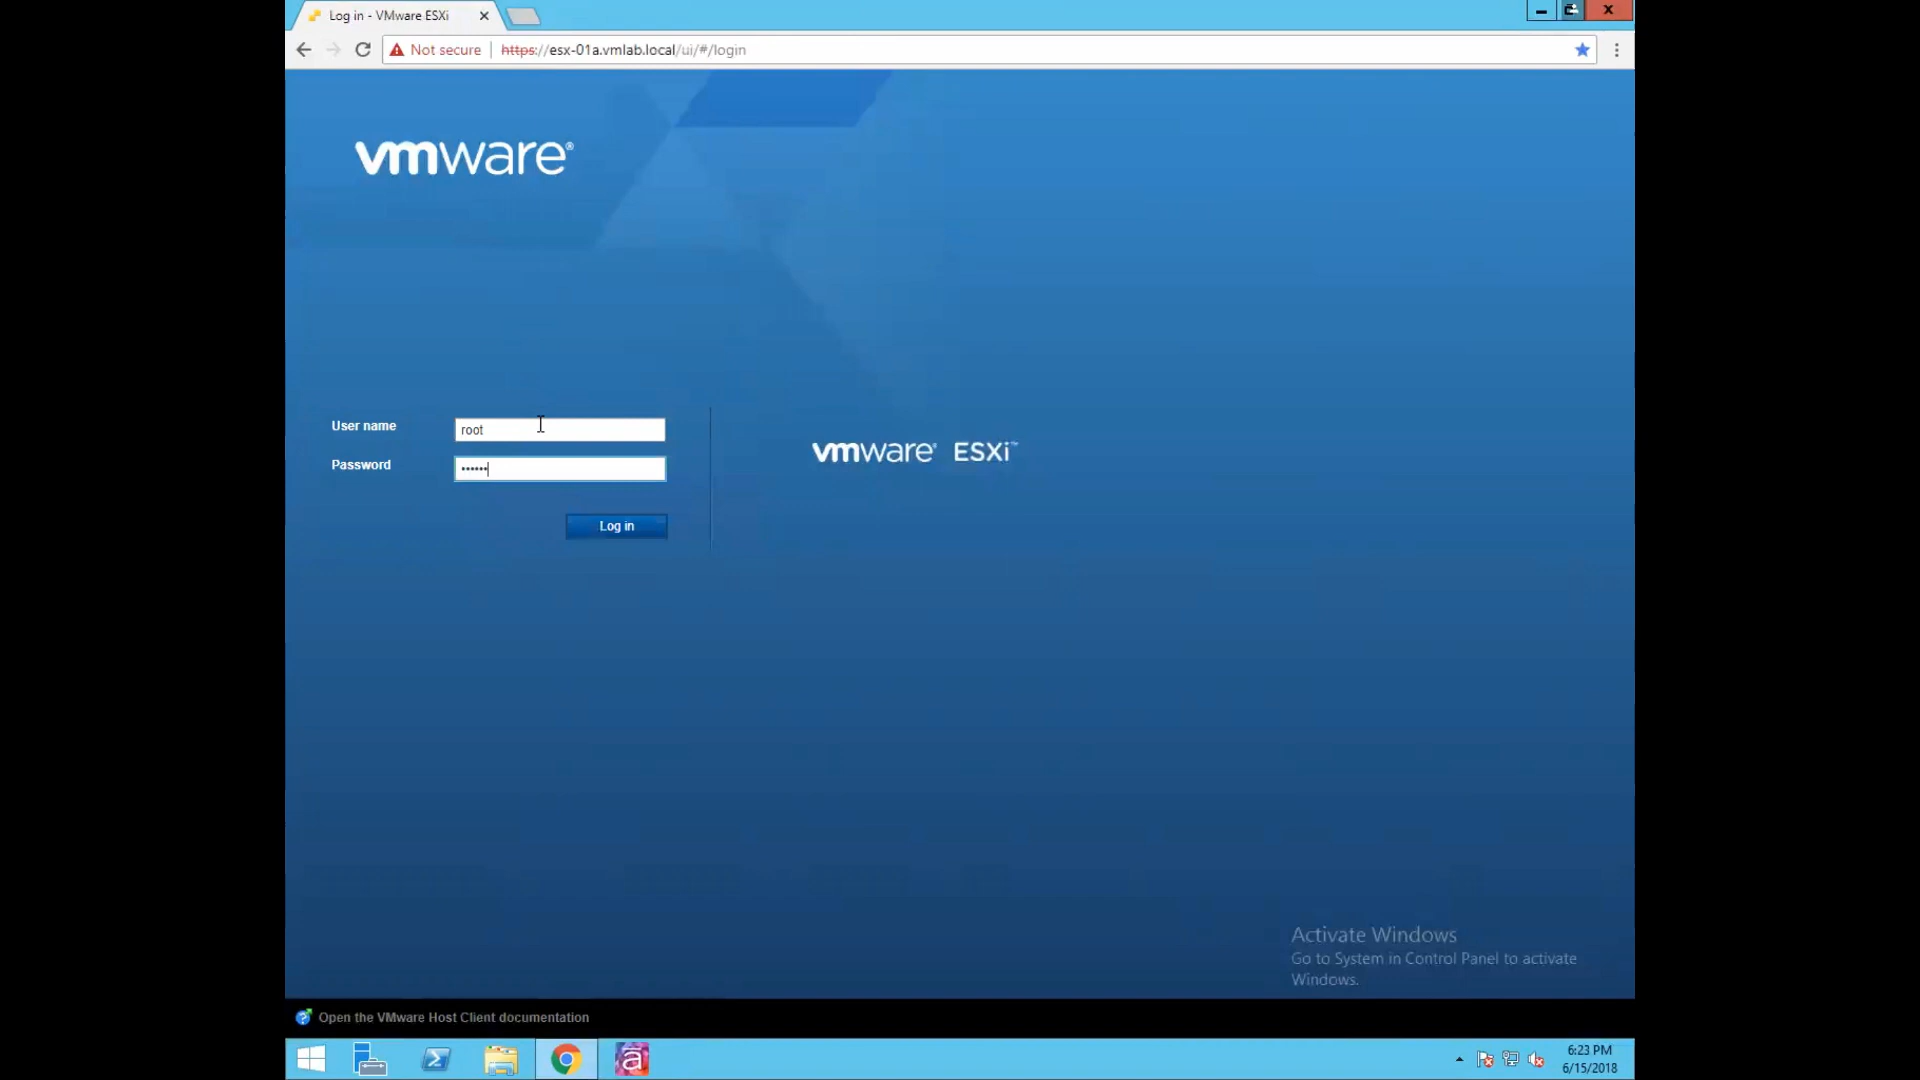 Log in - VMware ESXi
Not secure | https://esx-01a.vmlab.local/ui/#/login
vmware®
User name
root
Password
••••••
Log in
vmware® ESXi™
Activate Windows
Go to System in Control Panel to activate
Windows.
Open the VMware Host Client documentation
6:23 PM
6/15/2018